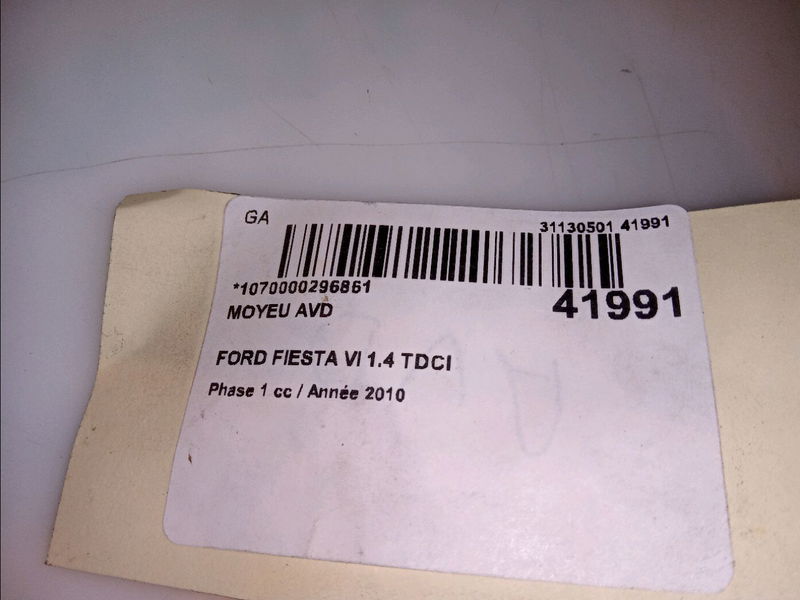 GA
31130501 41991
*1070000296861
41991
MOYEU AVD
FORD FIESTA VI 1.4 TDCI
Phase 1 cc / Année 2010